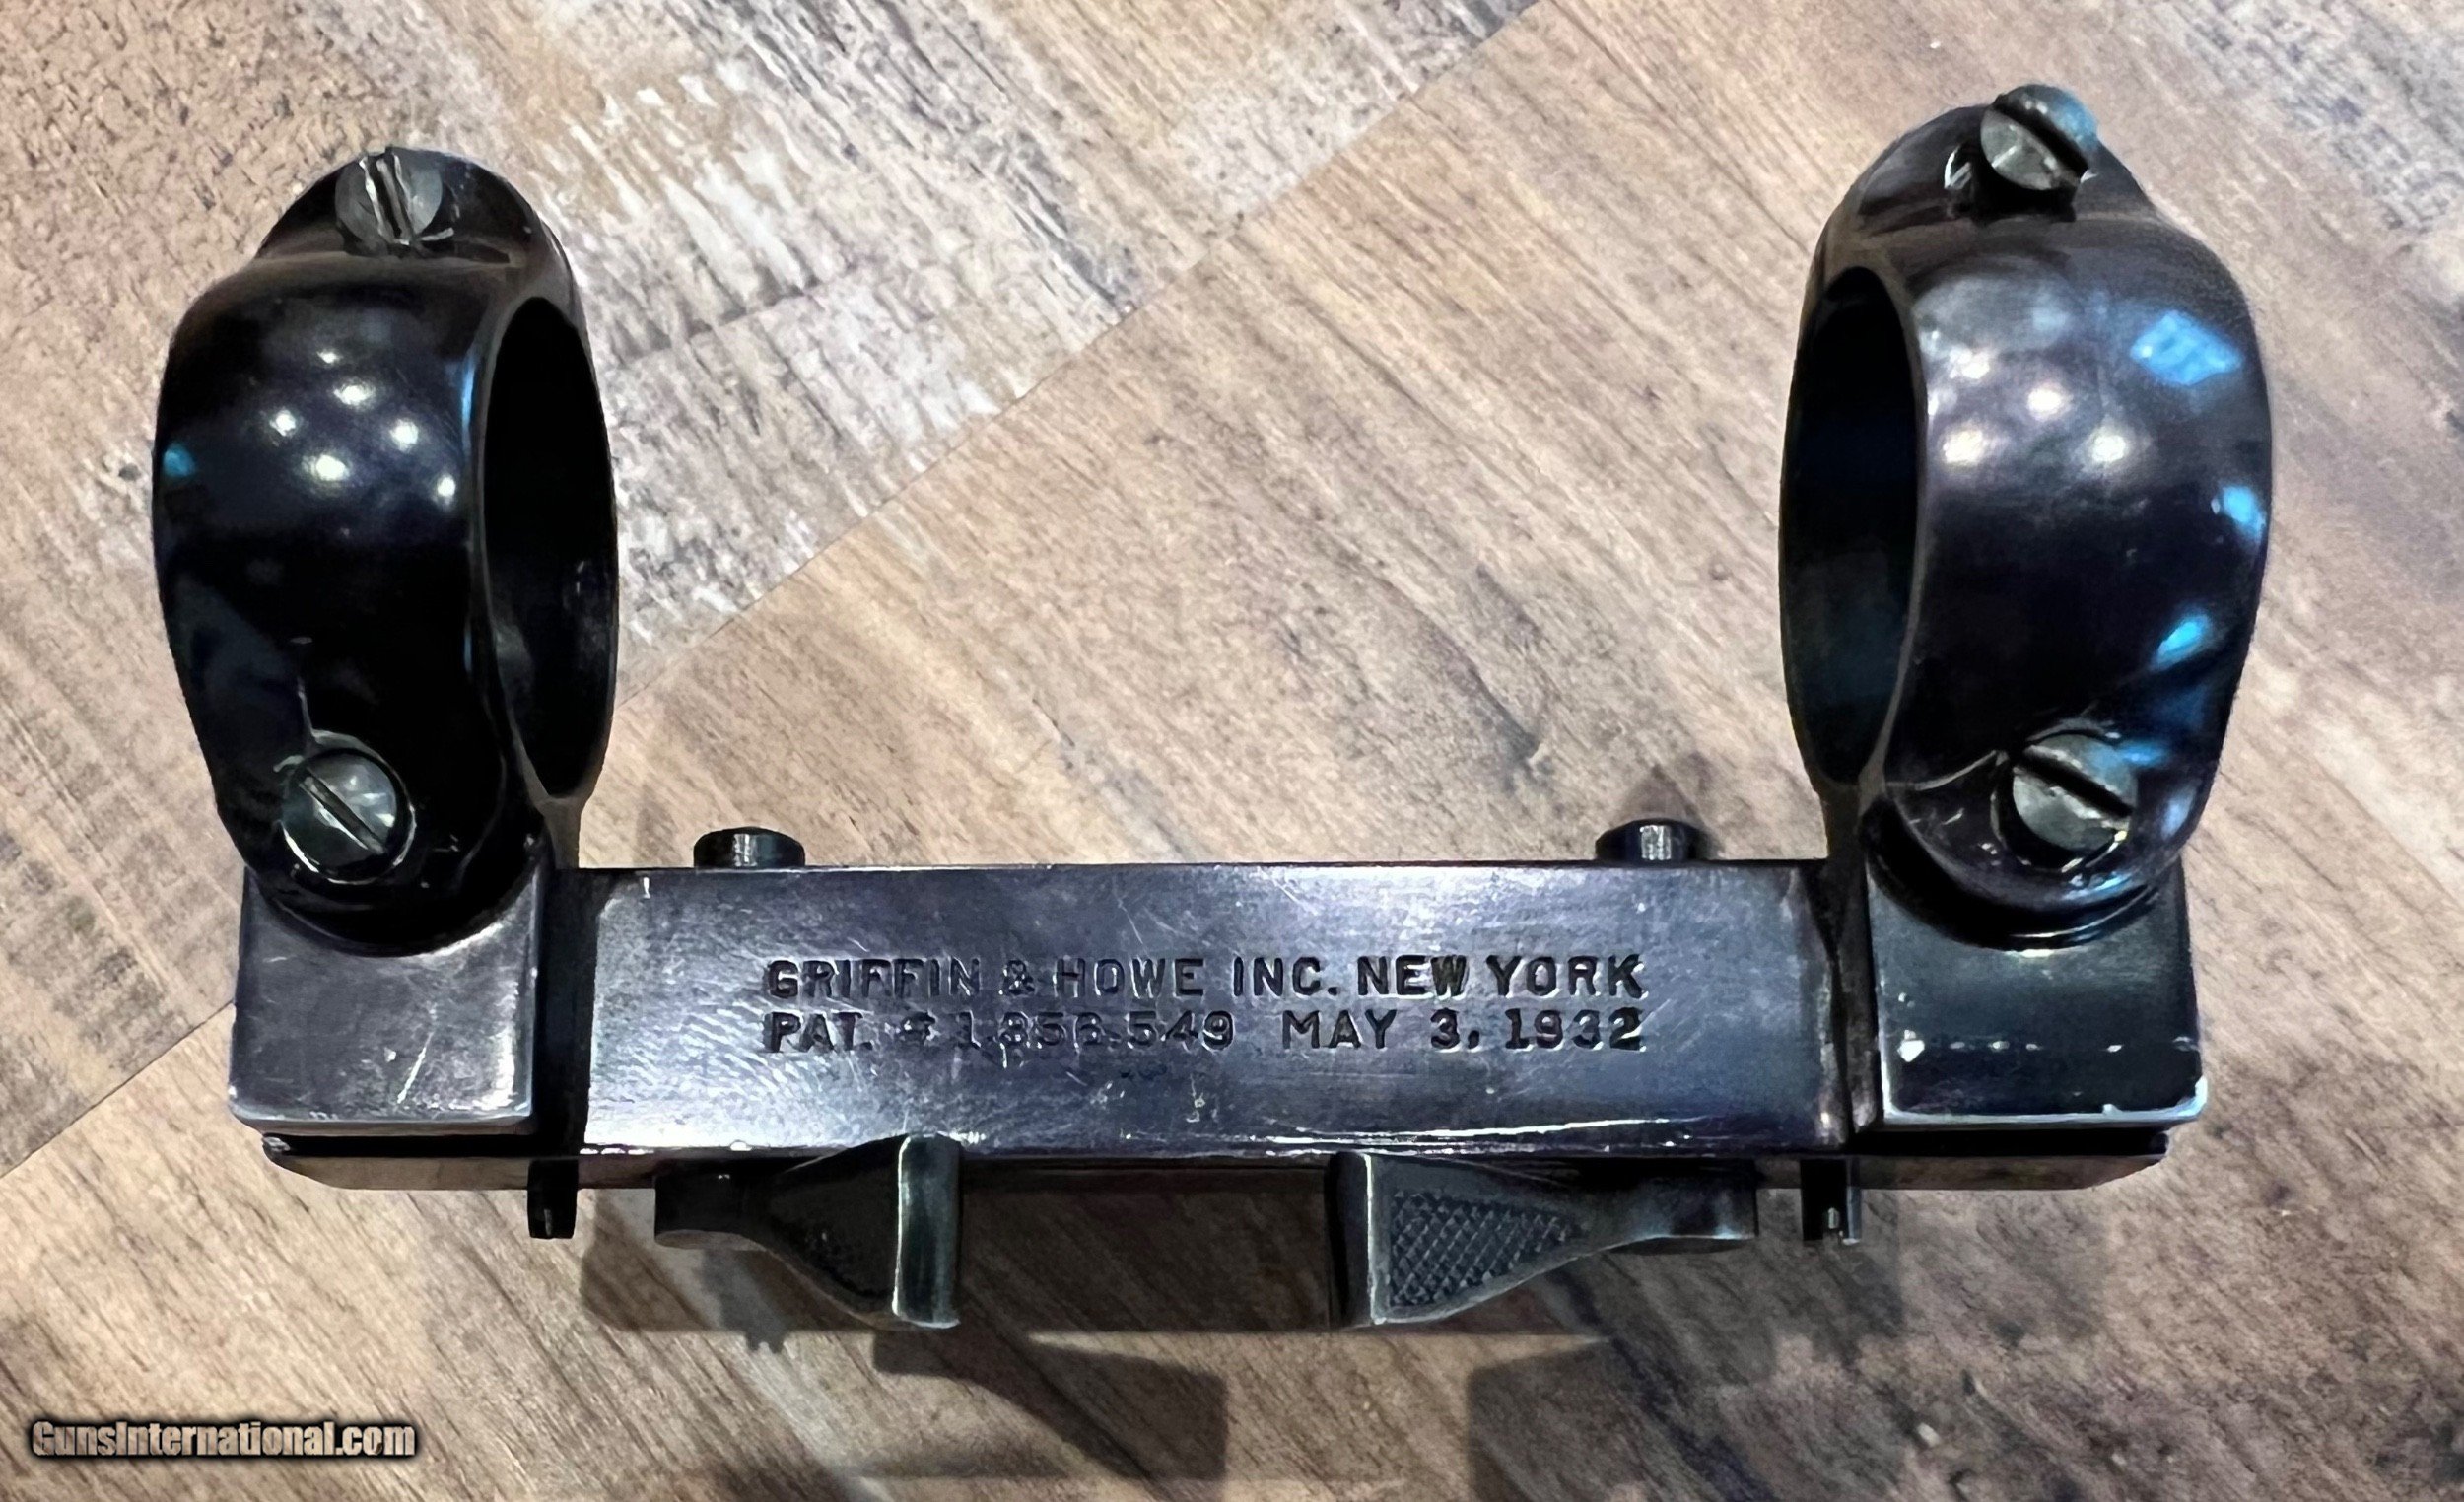 GRIFFIN & HOWE INC. NEW YORK
PAT. # 1,856,549 MAY 3, 1932
GunsInternational.com